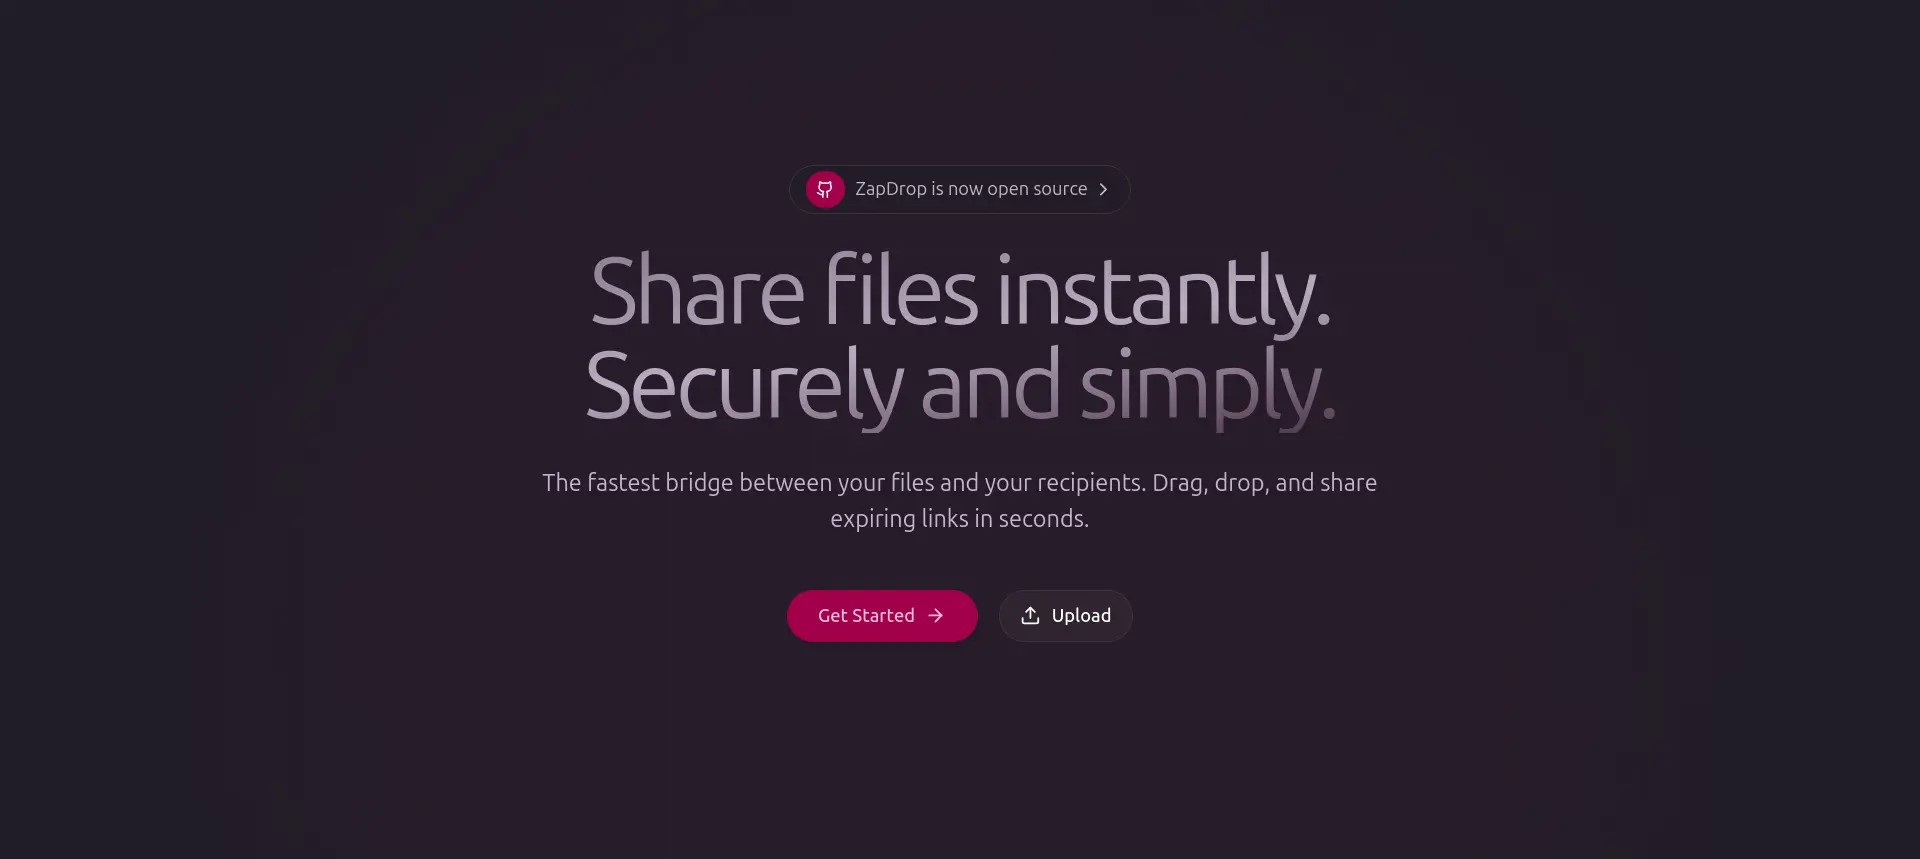 ZapDrop is now open source
Share files instantly.
Securely and simply.
The fastest bridge between your files and your recipients. Drag, drop, and share
expiring links in seconds.
Get Started
Upload